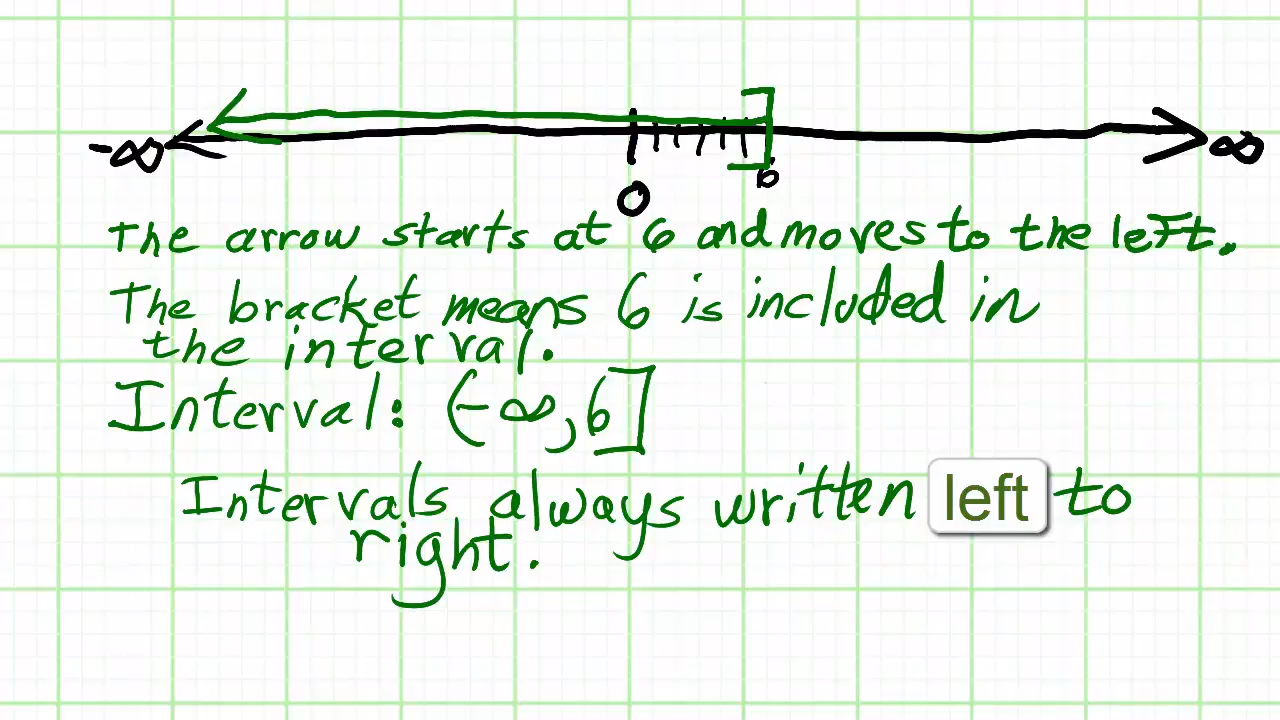 -∞ ∞
0 6
The arrow starts at 6 and moves to the left.
The bracket means 6 is included in
the interval.
Interval: (-∞,6]
Intervals always written left to
right.